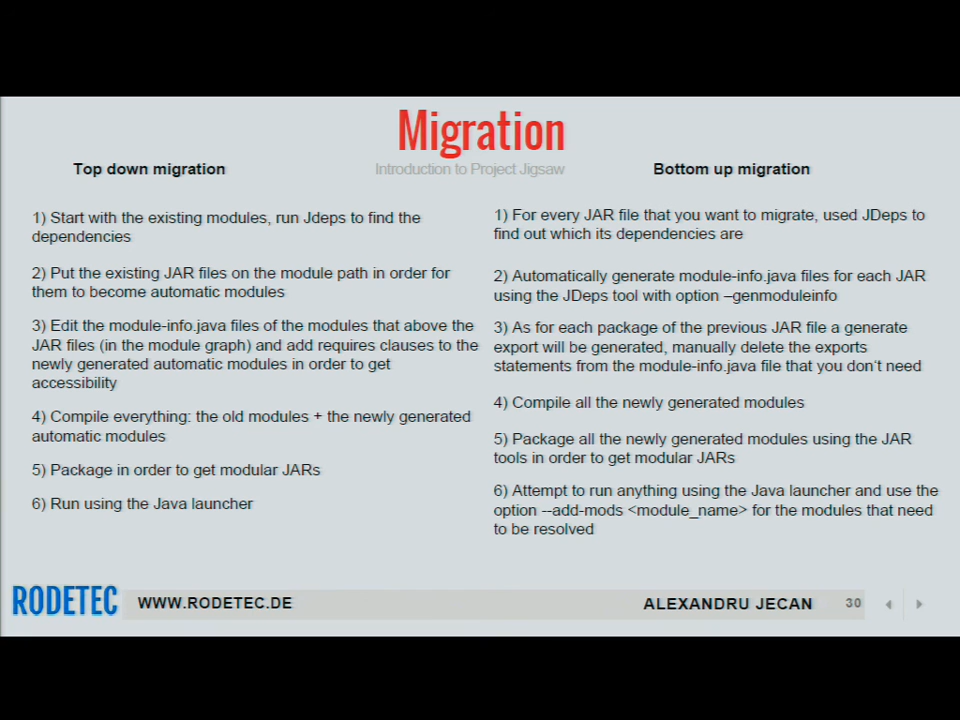 Migration
Introduction to Project Jigsaw
Top down migration
1) Start with the existing modules, run Jdeps to find the
dependencies
2) Put the existing JAR files on the module path in order for
them to become automatic modules
3) Edit the module-info.java files of the modules that above the
JAR files (in the module graph) and add requires clauses to the
newly generated automatic modules in order to get
accessibility
4) Compile everything: the old modules + the newly generated
automatic modules
5) Package in order to get modular JARs
6) Run using the Java launcher
Bottom up migration
1) For every JAR file that you want to migrate, used JDeps to
find out which its dependencies are
2) Automatically generate module-info.java files for each JAR
using the JDeps tool with option –genmoduleinfo
3) As for each package of the previous JAR file a generate
export will be generated, manually delete the exports
statements from the module-info.java file that you don't need
4) Compile all the newly generated modules
5) Package all the newly generated modules using the JAR
tools in order to get modular JARs
6) Attempt to run anything using the Java launcher and use the
option --add-mods <module_name> for the modules that need
to be resolved
RODETEC
WWW.RODETEC.DE
ALEXANDRU JECAN
30